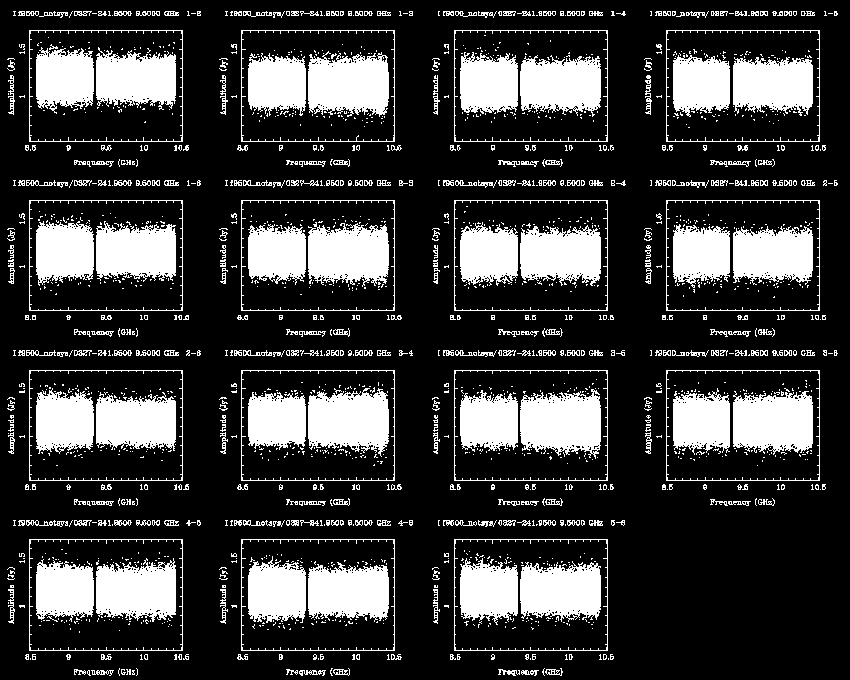 lf9500_notsys/0327-241.9500 9.5000 GHz 1-2
lf9500_notsys/0327-241.9500 9.5000 GHz 1-3
lf9500_notsys/0327-241.9500 9.5000 GHz 1-4
lf9500_notsys/0327-241.9500 9.5000 GHz 1-5
Amplitude (Jy) 1 1.5
Amplitude (Jy) 1 1.5
Amplitude (Jy) 1 1.5
Amplitude (Jy) 1 1.5
8.5 9 9.5 10 10.5
8.5 9 9.5 10 10.5
8.5 9 9.5 10 10.5
8.5 9 9.5 10 10.5
Frequency (GHz)
Frequency (GHz)
Frequency (GHz)
Frequency (GHz)
lf9500_notsys/0327-241.9500 9.5000 GHz 1-6
lf9500_notsys/0327-241.9500 9.5000 GHz 2-3
lf9500_notsys/0327-241.9500 9.5000 GHz 2-4
lf9500_notsys/0327-241.9500 9.5000 GHz 2-5
Amplitude (Jy) 1 1.5
Amplitude (Jy) 1 1.5
Amplitude (Jy) 1 1.5
Amplitude (Jy) 1 1.5
8.5 9 9.5 10 10.5
8.5 9 9.5 10 10.5
8.5 9 9.5 10 10.5
8.5 9 9.5 10 10.5
Frequency (GHz)
Frequency (GHz)
Frequency (GHz)
Frequency (GHz)
lf9500_notsys/0327-241.9500 9.5000 GHz 2-6
lf9500_notsys/0327-241.9500 9.5000 GHz 3-4
lf9500_notsys/0327-241.9500 9.5000 GHz 3-5
lf9500_notsys/0327-241.9500 9.5000 GHz 3-6
Amplitude (Jy) 1 1.5
Amplitude (Jy) 1 1.5
Amplitude (Jy) 1 1.5
Amplitude (Jy) 1 1.5
8.5 9 9.5 10 10.5
8.5 9 9.5 10 10.5
8.5 9 9.5 10 10.5
8.5 9 9.5 10 10.5
Frequency (GHz)
Frequency (GHz)
Frequency (GHz)
Frequency (GHz)
lf9500_notsys/0327-241.9500 9.5000 GHz 4-5
lf9500_notsys/0327-241.9500 9.5000 GHz 4-6
lf9500_notsys/0327-241.9500 9.5000 GHz 5-6
Amplitude (Jy) 1 1.5
Amplitude (Jy) 1 1.5
Amplitude (Jy) 1 1.5
8.5 9 9.5 10 10.5
8.5 9 9.5 10 10.5
8.5 9 9.5 10 10.5
Frequency (GHz)
Frequency (GHz)
Frequency (GHz)